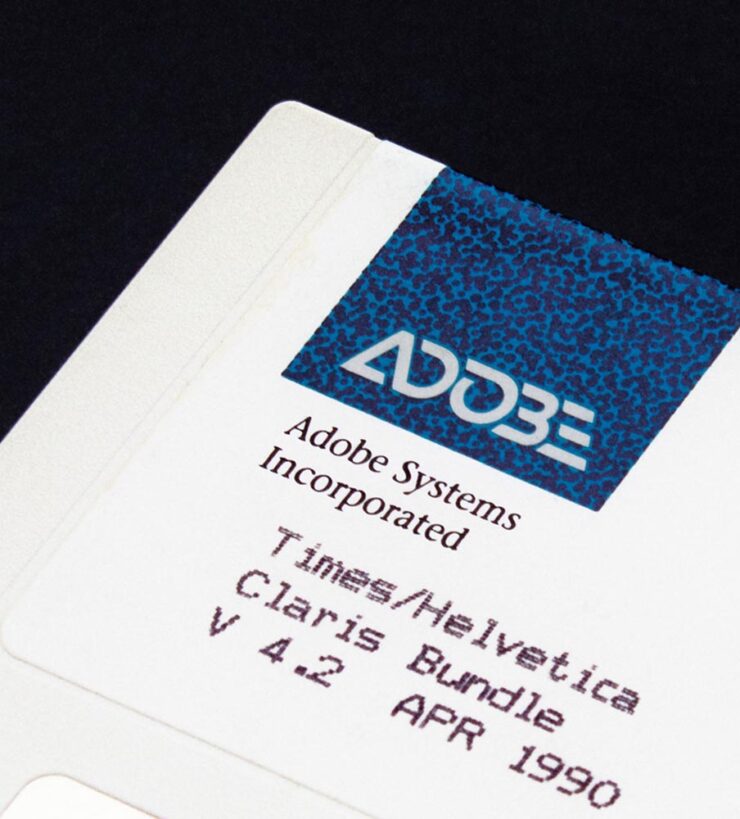 ADOBE
Adobe Systems
Incorporated
Times/Helvetica
Claris Bundle
V 4.2 APR 1990